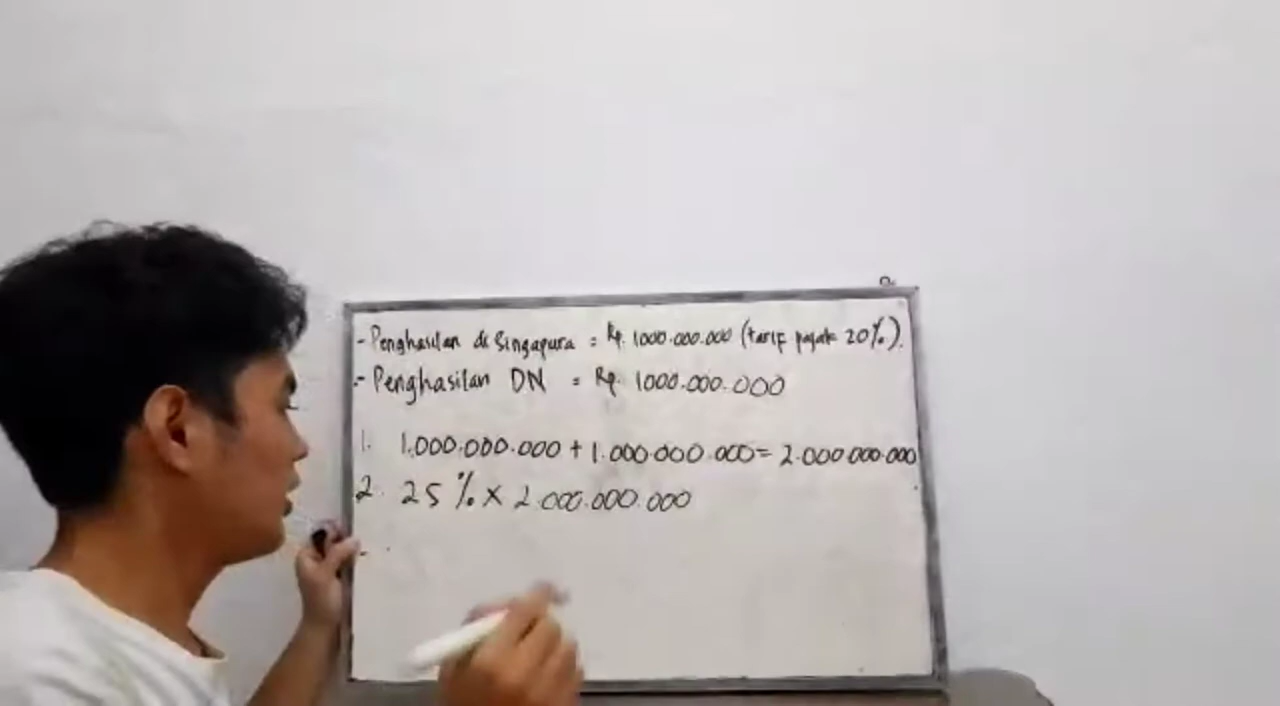 - Penghasilan di Singapura = Rp. 1000.000.000 (tarif pajak 20%).
- Penghasilan DN = Rp. 1000.000.000
1. 1.000.000.000 + 1.000.000.000 = 2.000.000.000
2. 25% x 2.000.000.000